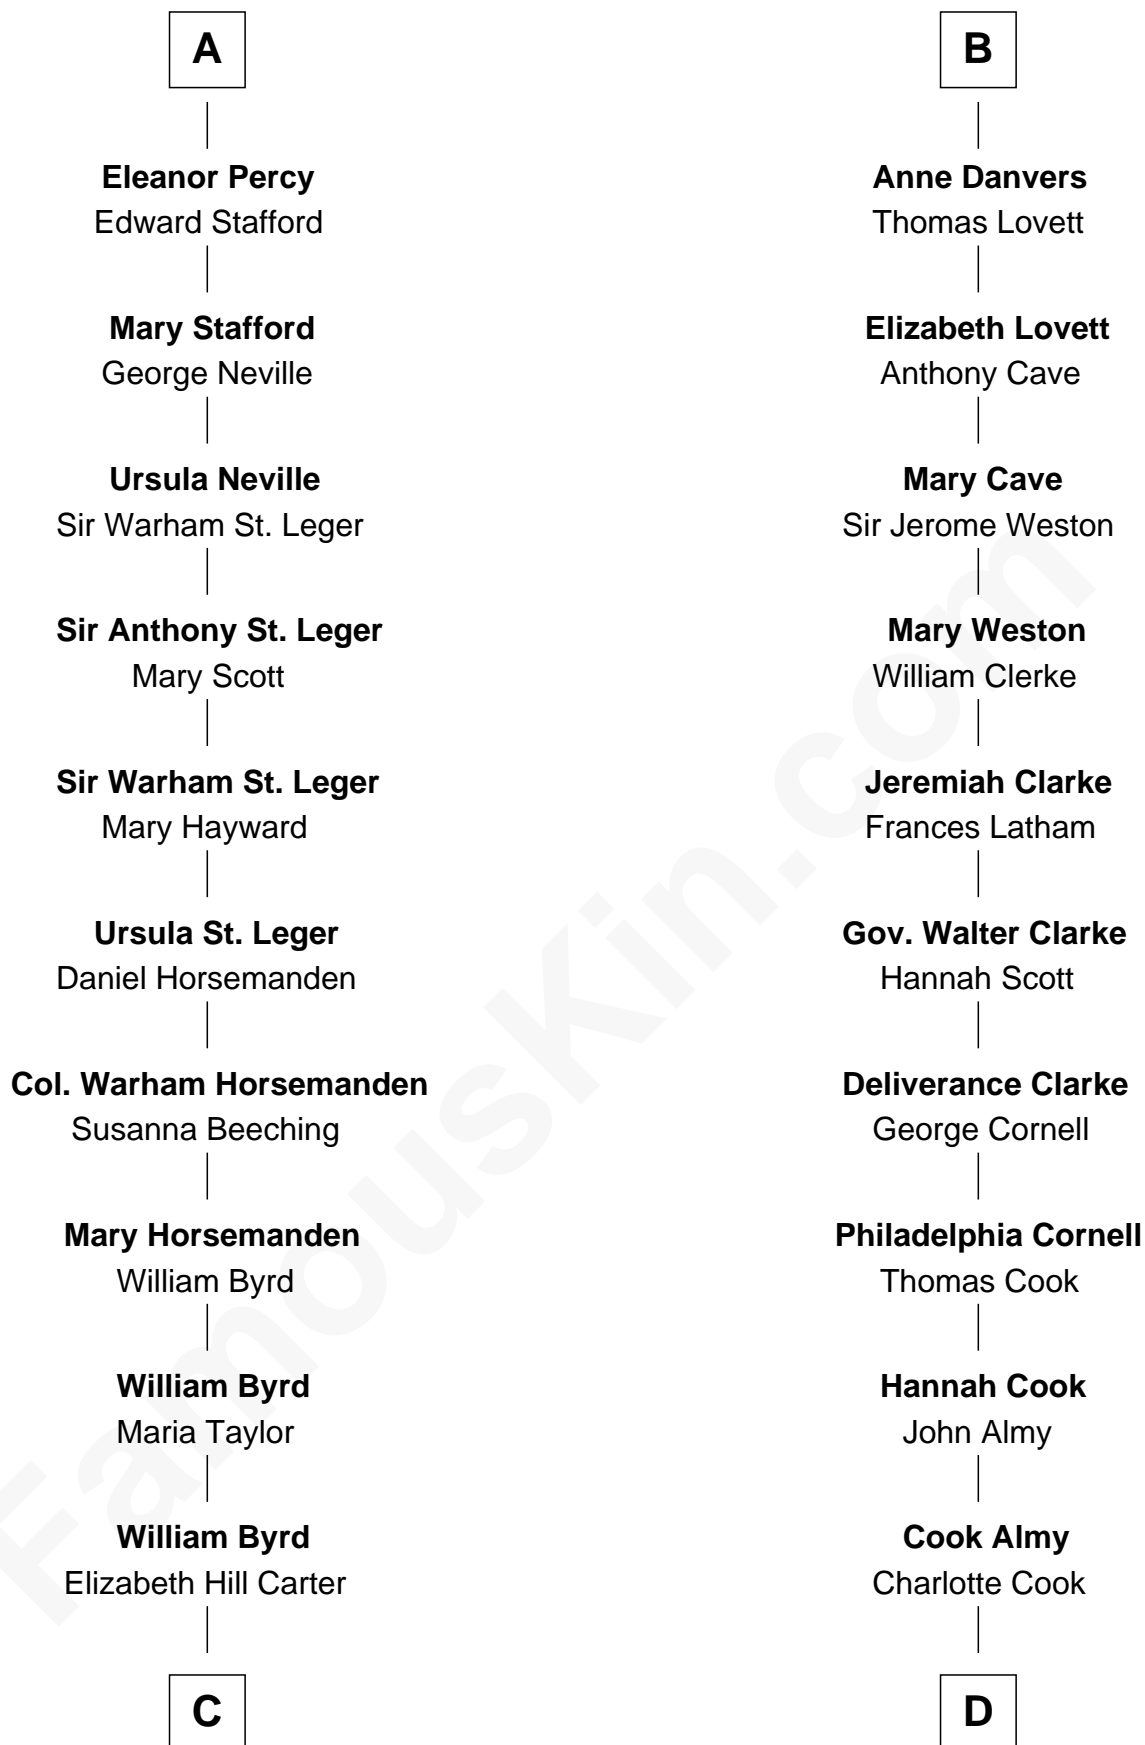 A
Eleanor Percy
Edward Stafford
Mary Stafford
George Neville
Ursula Neville
Sir Warham St. Leger
Sir Anthony St. Leger
Mary Scott
Sir Warham St. Leger
Mary Hayward
Ursula St. Leger
Daniel Horsemanden
Col. Warham Horsemanden
Susanna Beeching
Mary Horsemanden
William Byrd
William Byrd
Maria Taylor
William Byrd
Elizabeth Hill Carter
C
B
Anne Danvers
Thomas Lovett
Elizabeth Lovett
Anthony Cave
Mary Cave
Sir Jerome Weston
Mary Weston
William Clerke
Jeremiah Clarke
Frances Latham
Gov. Walter Clarke
Hannah Scott
Deliverance Clarke
George Cornell
Philadelphia Cornell
Thomas Cook
Hannah Cook
John Almy
Cook Almy
Charlotte Cook
D
FamousKin.com